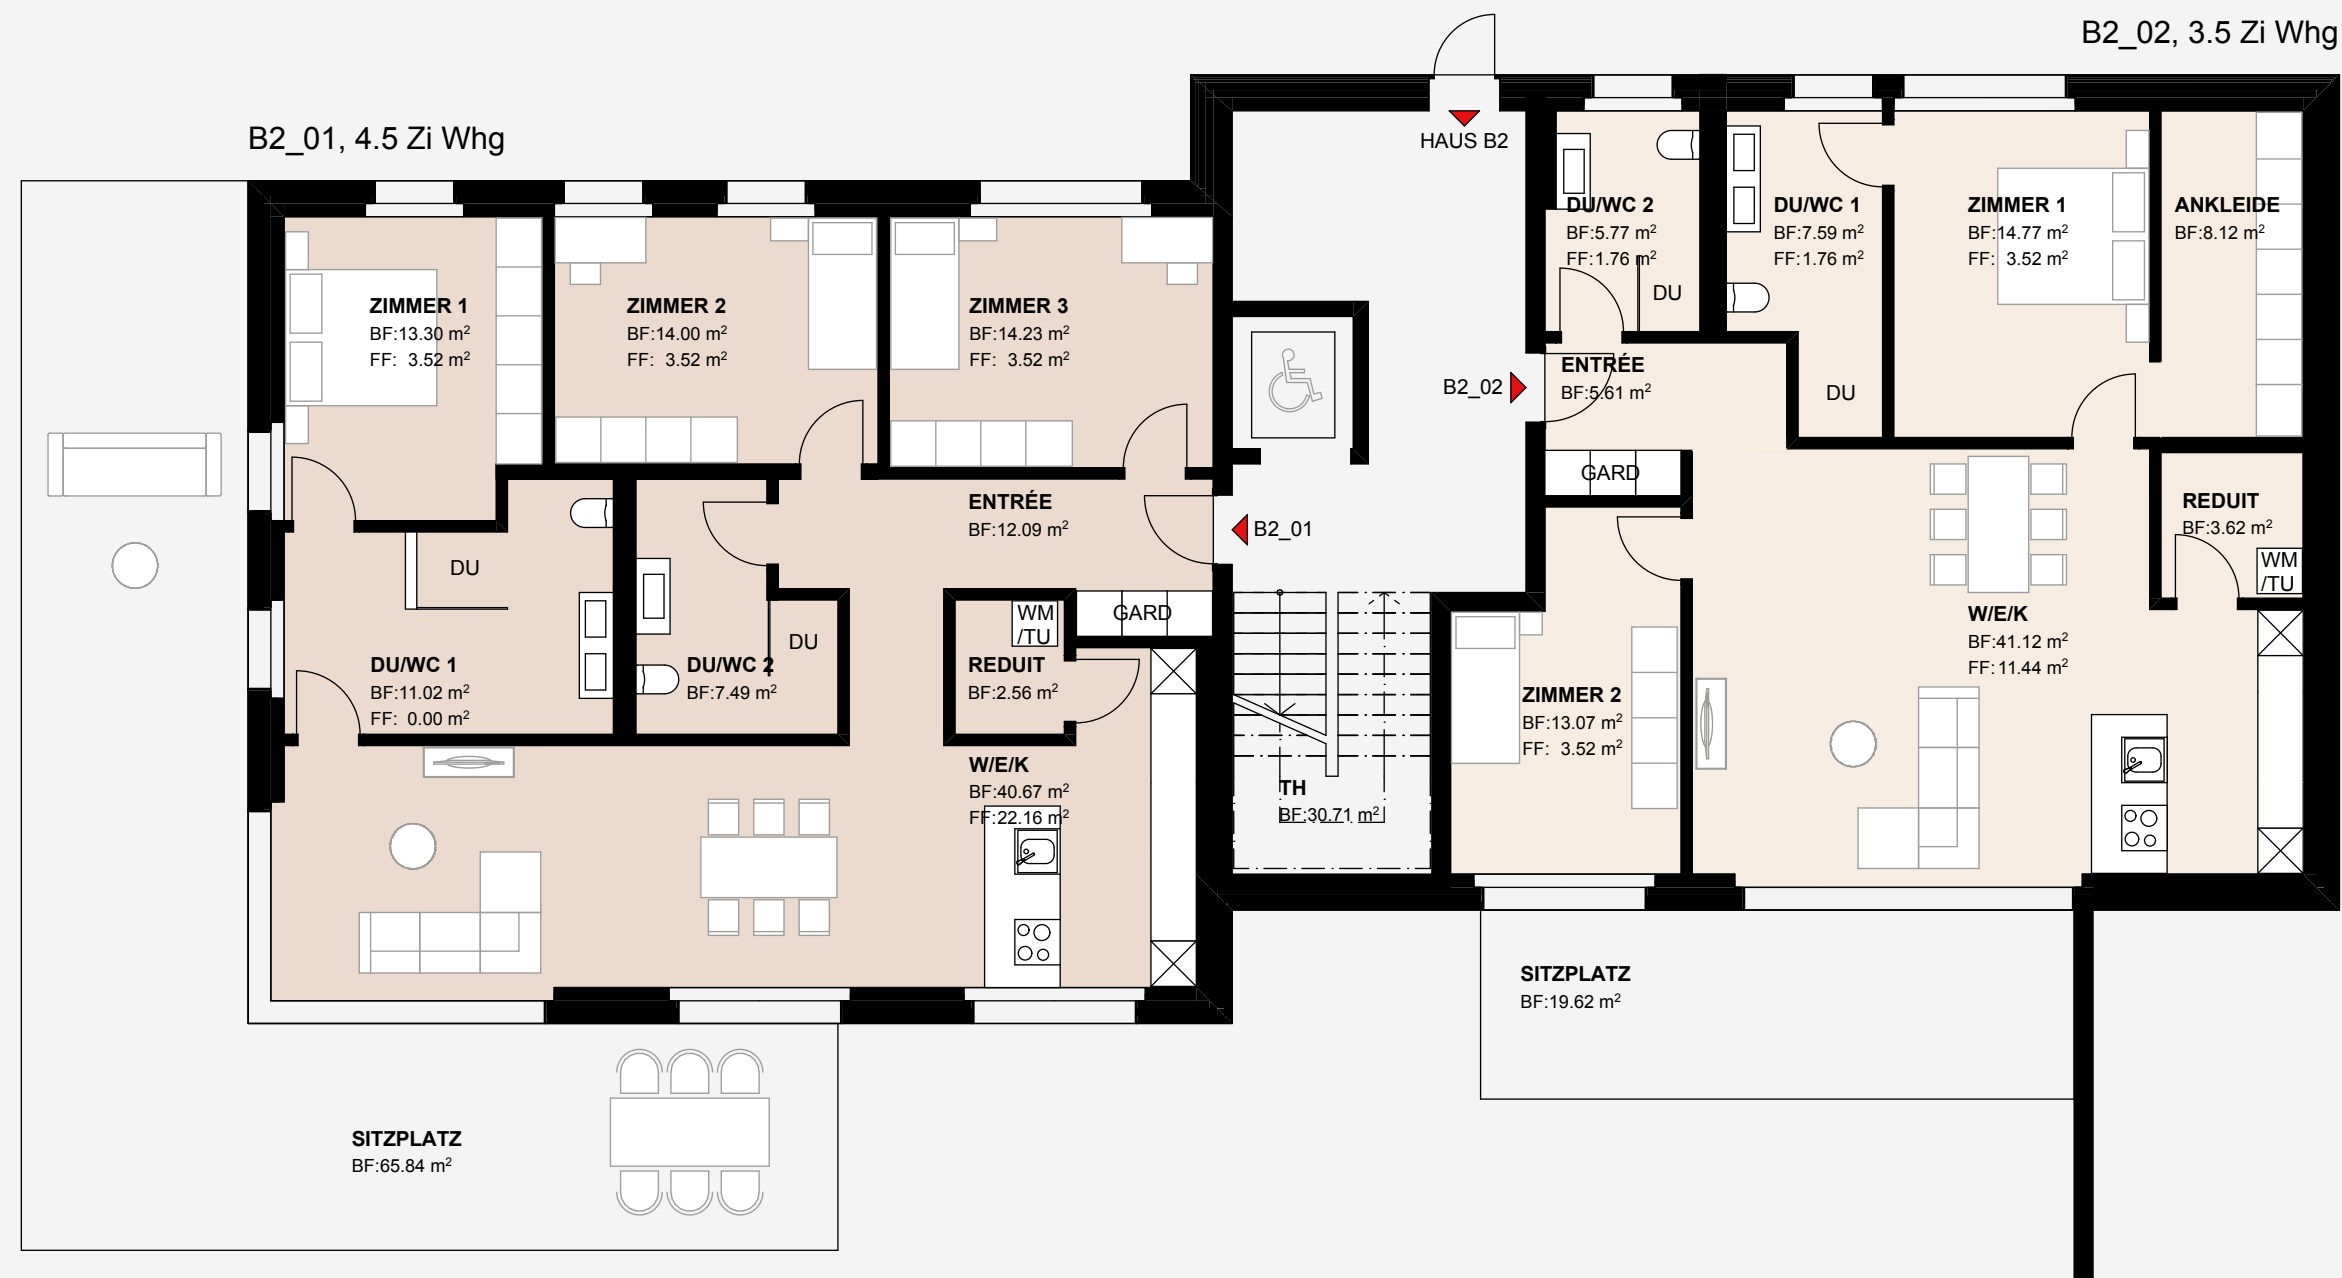 B2_02, 3.5 Zi Whg
B2_01, 4.5 Zi Whg
HAUS B2
DU/WC 2
BF:5.77 m²
FF:1.76 m²
DU
DU/WC 1
BF:7.59 m²
FF:1.76 m²
DU
ZIMMER 1
BF:14.77 m²
FF: 3.52 m²
ANKLEIDE
BF:8.12 m²
ZIMMER 1
BF:13.30 m²
FF: 3.52 m²
ZIMMER 2
BF:14.00 m²
FF: 3.52 m²
ZIMMER 3
BF:14.23 m²
FF: 3.52 m²
B2_02
ENTRÉE
BF:5.61 m²
GARD
ENTRÉE
BF:12.09 m²
B2_01
REDUIT
BF:3.62 m²
WM
/TU
DU
DU/WC 1
BF:11.02 m²
FF: 0.00 m²
DU
DU/WC 2
BF:7.49 m²
REDUIT
BF:2.56 m²
WM
/TU
GARD
W/E/K
BF:41.12 m²
FF: 11.44 m²
ZIMMER 2
BF:13.07 m²
FF: 3.52 m²
W/E/K
BF:40.67 m²
FF:22.16 m²
TH
BF:30.71 m²
SITZPLATZ
BF:19.62 m²
SITZPLATZ
BF:65.84 m²